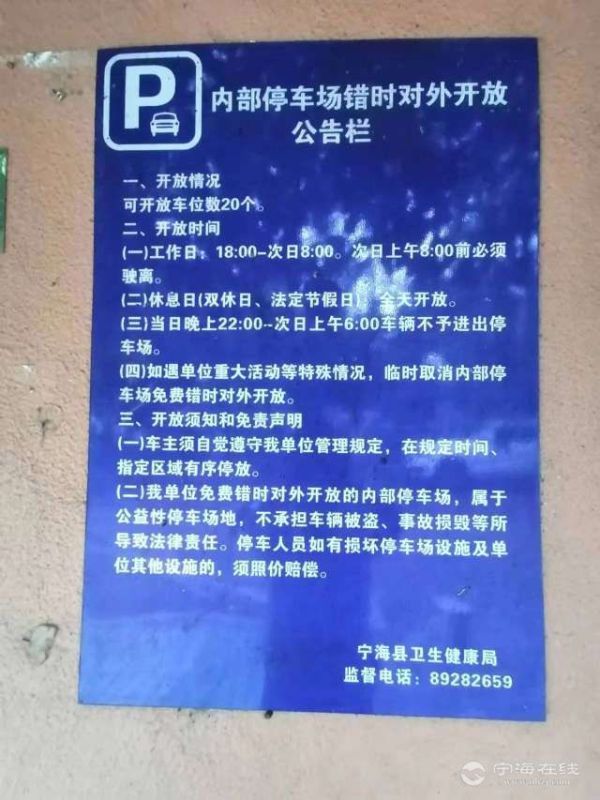 P
内部停车场错时对外开放
公告栏
一、开放情况
可开放车位数20个。
二、开放时间
(一)工作日：18:00-次日8:00。次日上午8:00前必须
驶离。
(二)休息日(双休日、法定节假日)，全天开放。
(三)当日晚上22:00--次日上午6:00车辆不予进出停
车场。
(四)如遇单位重大活动等特殊情况，临时取消内部停
车场免费错时对外开放。
三、开放须知和免责声明
(一)车主须自觉遵守我单位管理规定，在规定时间、
指定区域有序停放。
(二)我单位免费错时对外开放的内部停车场，属于
公益性停车场地，不承担车辆被盗、事故损毁等所
导致法律责任。停车人员如有损坏停车场设施及单
位其他设施的，须照价赔偿。
宁海县卫生健康局
监督电话：89282659
宁海在线